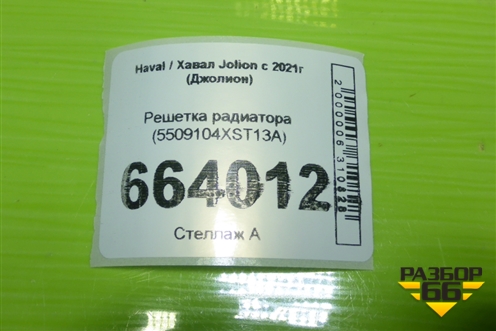 Haval / Хавал Jolion с 2021г
(Джолион)
Решетка радиатора
(5509104XST13A)
664012
Стеллаж А
2000006310828
РАЗБОР
66